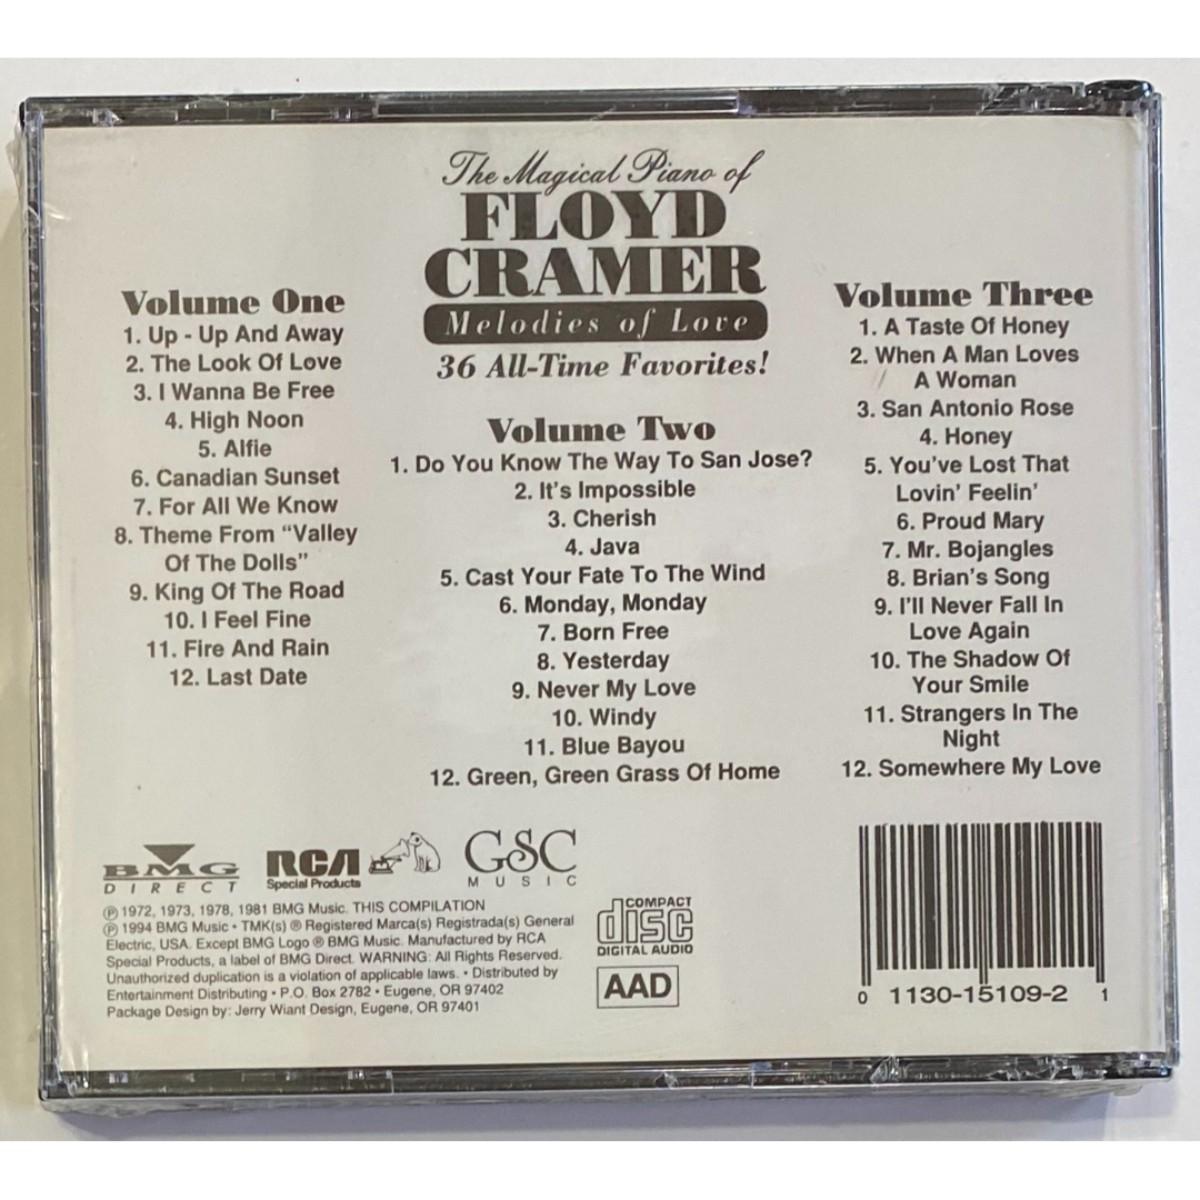 The Magical Piano of
FLOYD
CRAMER
Melodies of Love
36 All-Time Favorites!
Volume One
1. Up - Up And Away
2. The Look Of Love
3. I Wanna Be Free
4. High Noon
5. Alfie
6. Canadian Sunset
7. For All We Know
8. Theme From “Valley
Of The Dolls”
9. King Of The Road
10. I Feel Fine
11. Fire And Rain
12. Last Date
Volume Two
1. Do You Know The Way To San Jose?
2. It's Impossible
3. Cherish
4. Java
5. Cast Your Fate To The Wind
6. Monday, Monday
7. Born Free
8. Yesterday
9. Never My Love
10. Windy
11. Blue Bayou
12. Green, Green Grass Of Home
Volume Three
1. A Taste Of Honey
2. When A Man Loves
A Woman
3. San Antonio Rose
4. Honey
5. You've Lost That
Lovin' Feelin'
6. Proud Mary
7. Mr. Bojangles
8. Brian's Song
9. I'll Never Fall In
Love Again
10. The Shadow Of
Your Smile
11. Strangers In The
Night
12. Somewhere My Love
BMG
DIRECT
RCA
Special Products
GSC
MUSIC
℗ 1972, 1973, 1978, 1981 BMG Music. THIS COMPILATION
℗ 1994 BMG Music • TMK(s) ® Registered Marca(s) Registrada(s) General
Electric, USA. Except BMG Logo ® BMG Music. Manufactured by RCA
Special Products, a label of BMG Direct. WARNING: All Rights Reserved.
Unauthorized duplication is a violation of applicable laws. • Distributed by
Entertainment Distributing • P.O. Box 2782 • Eugene, OR 97402
Package Design by: Jerry Wiant Design, Eugene, OR 97401
COMPACT
disc
DIGITAL AUDIO
AAD
0 1130-15109-2 1